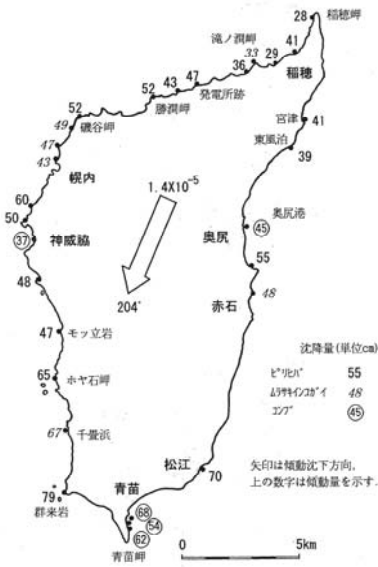 28 稲穂岬
滝ノ澗岬
33 41
36 29 稲穂
43 47
52 発電所跡
勝澗岬
52
49 磯谷岬
47
43
幌内
宮津 41
東風泊
39
1.4X10⁻⁵
204°
60
50
37 神威脇
48
奥尻港
奥尻 45
55
赤石 48
47 モッ立岩
65 ホヤ石岬
67 千畳浜
79
群来岩
沈降量(単位cm)
ピリヒバ 55
ムラサキインコガイ 48
コンブ 45
矢印は傾動沈下方向,
上の数字は傾動量を示す.
松江 70
青苗
68
54
62
青苗岬
0 5km